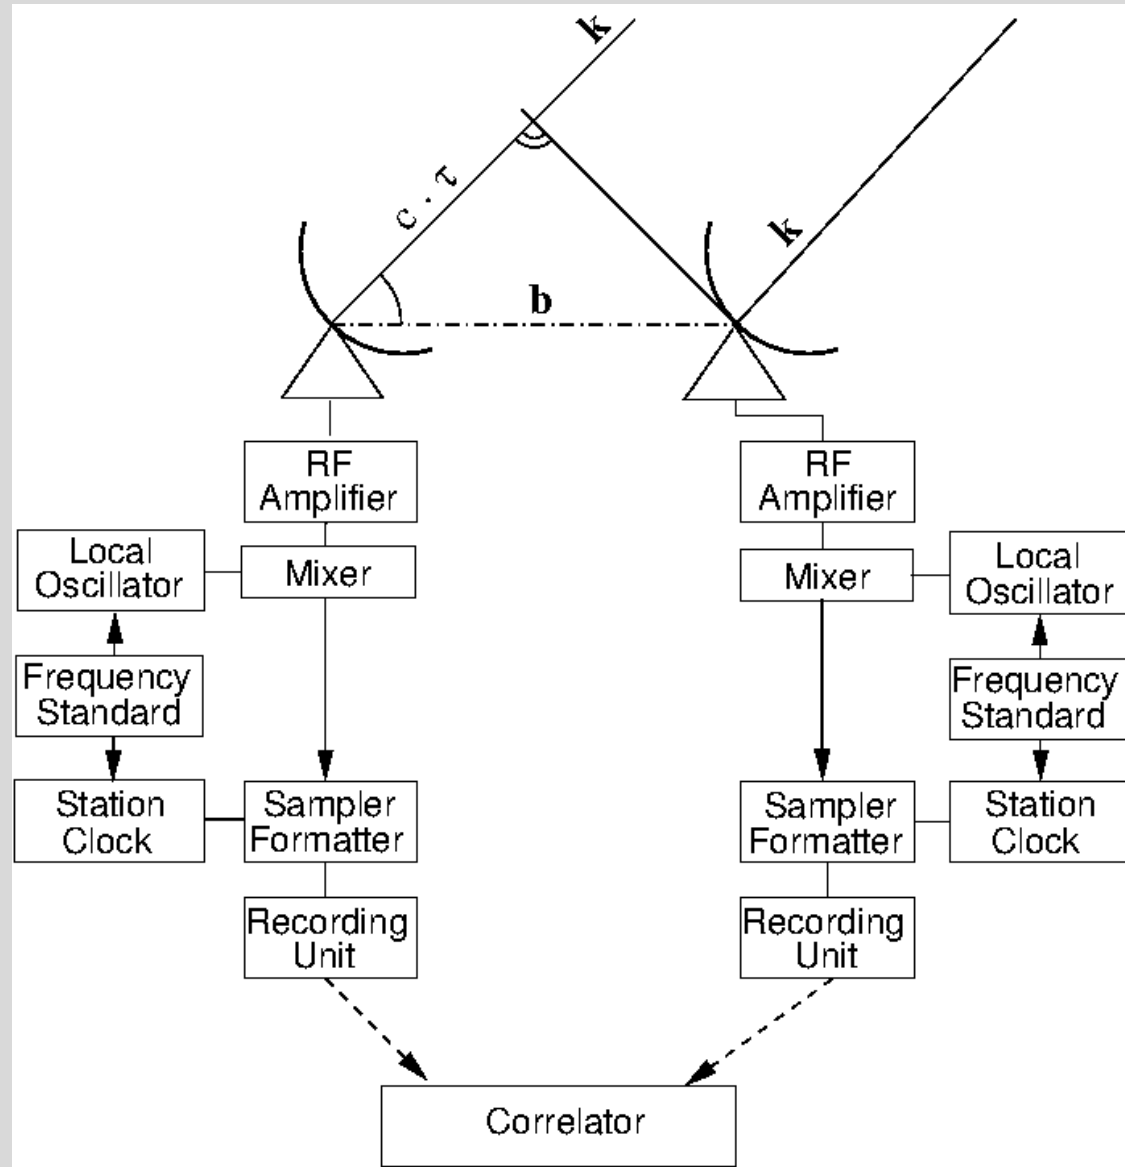 k
c · τ
k
b
RF
Amplifier
RF
Amplifier
Local
Oscillator
Mixer
Mixer
Local
Oscillator
Frequency
Standard
Frequency
Standard
Station
Clock
Sampler
Formatter
Sampler
Formatter
Station
Clock
Recording
Unit
Recording
Unit
Correlator